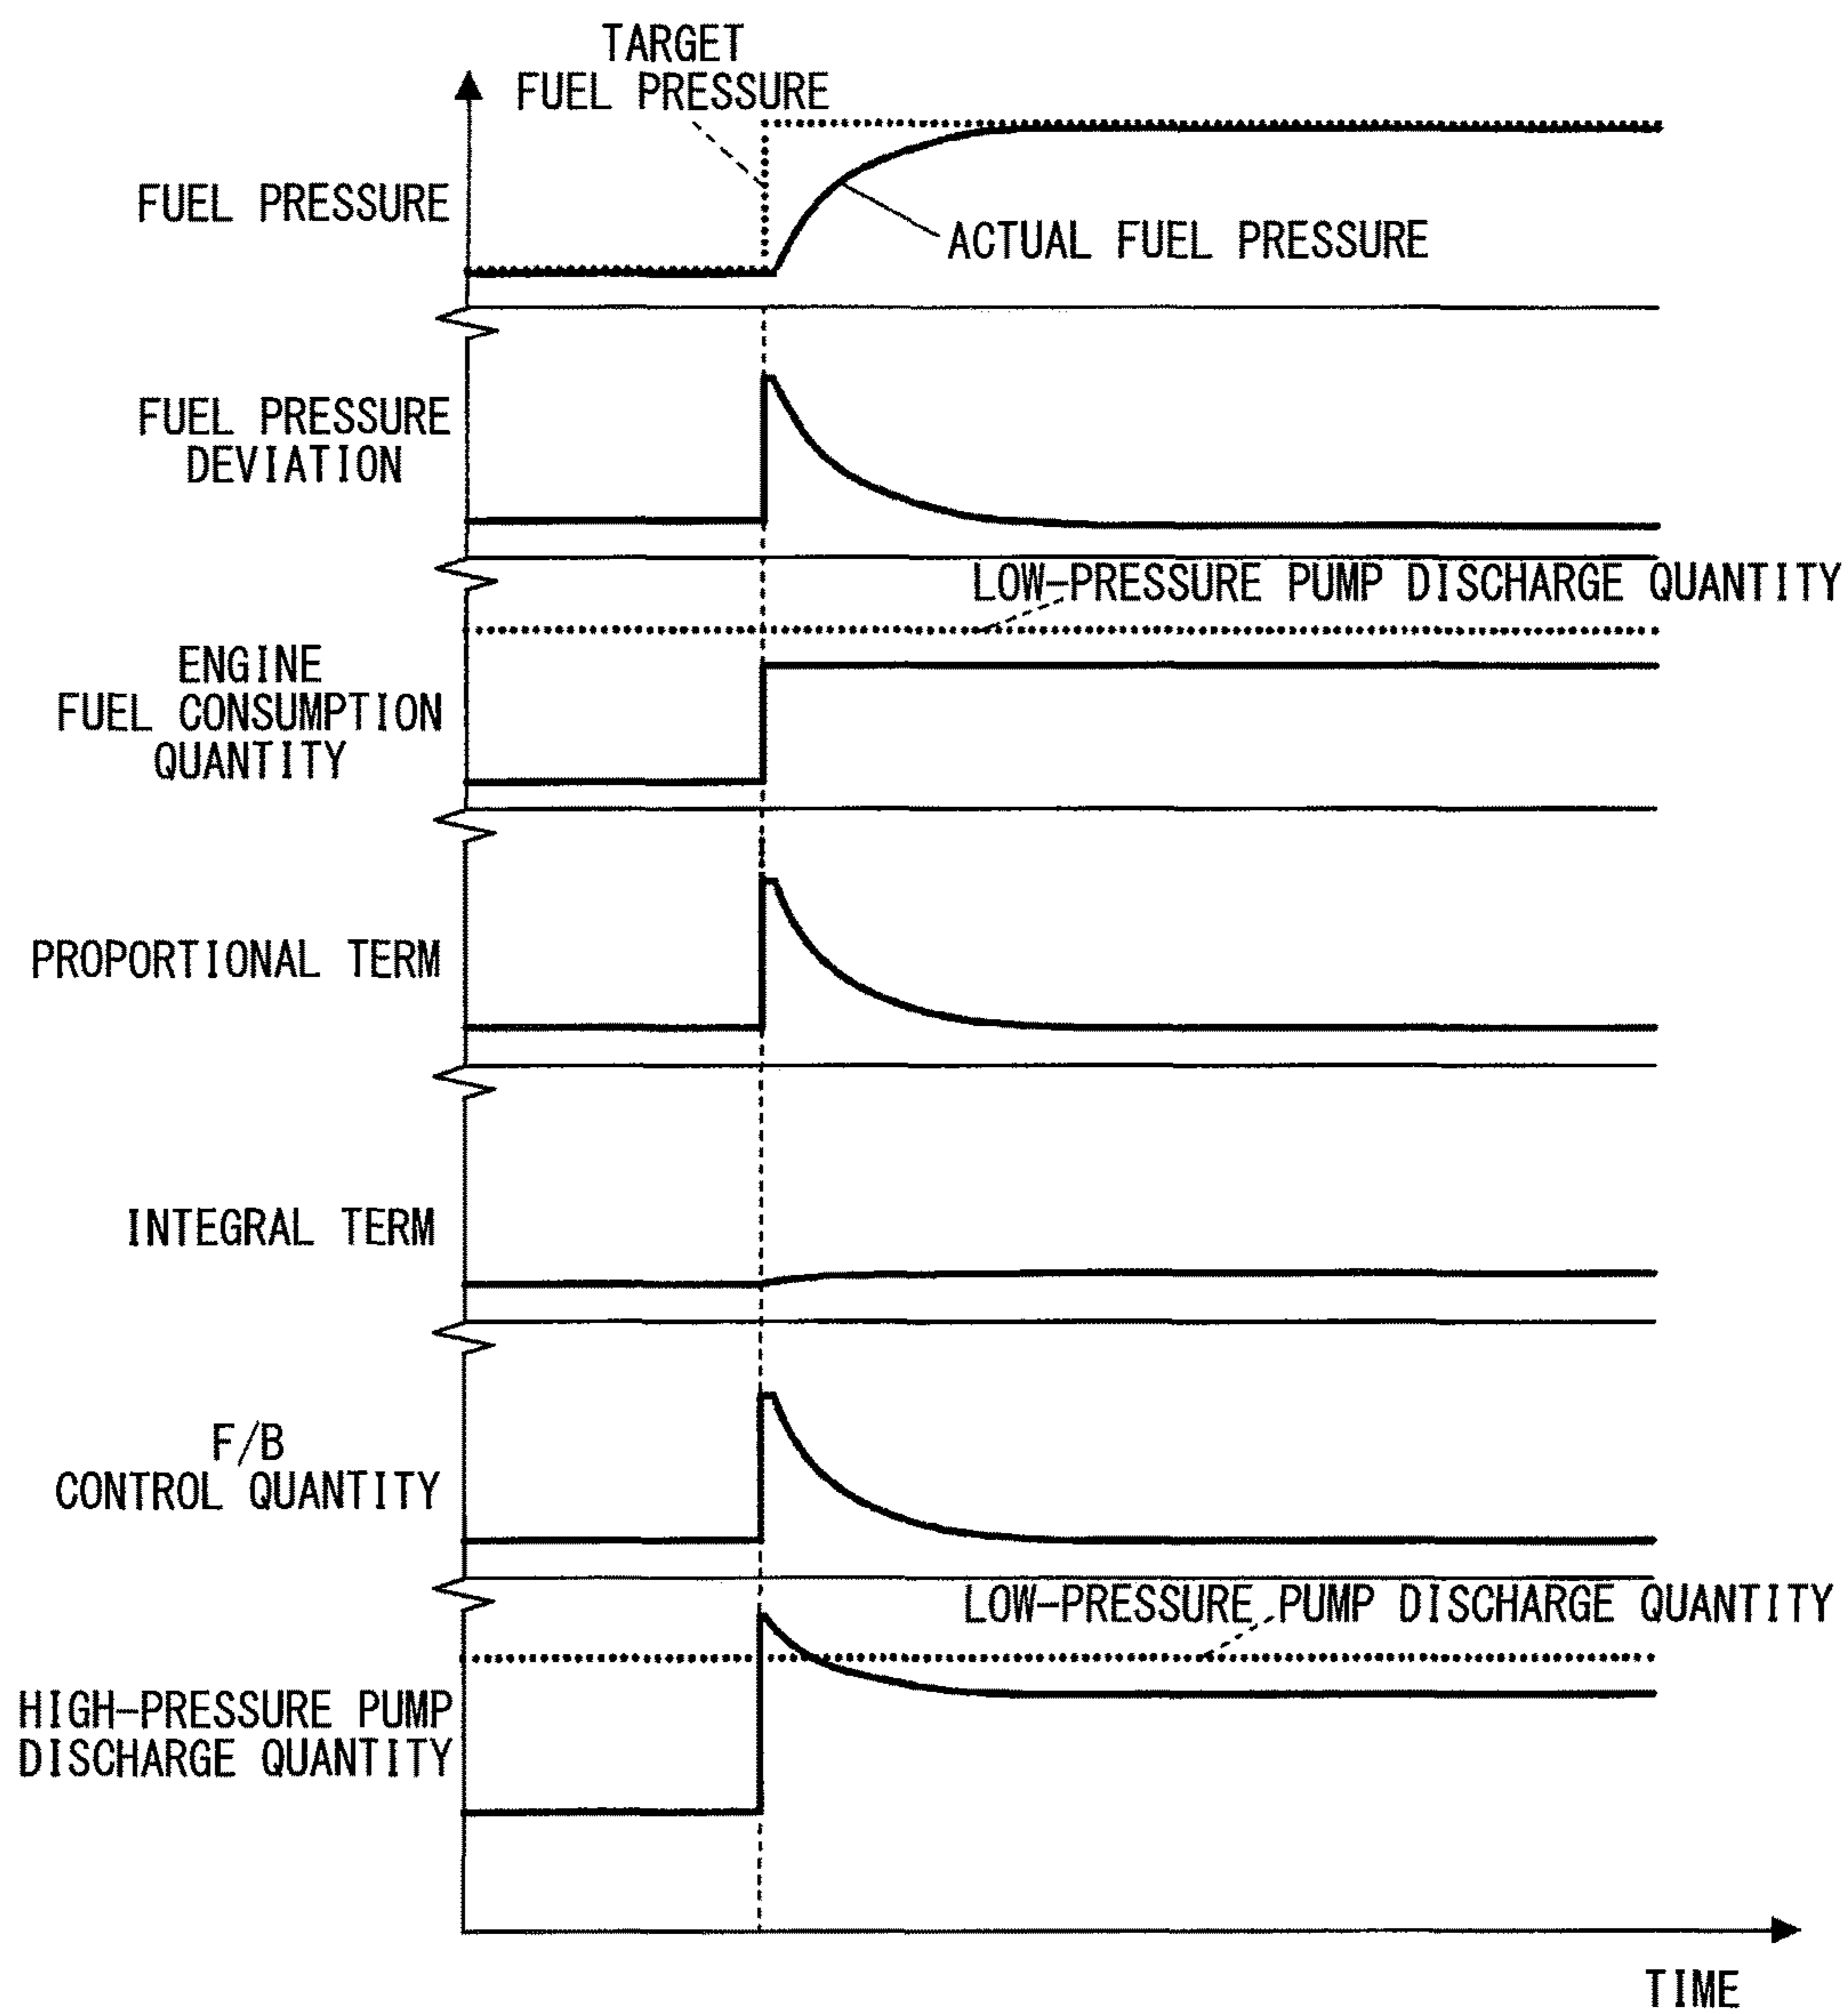 TARGET
FUEL PRESSURE
FUEL PRESSURE
ACTUAL FUEL PRESSURE
FUEL PRESSURE
DEVIATION
LOW-PRESSURE PUMP DISCHARGE QUANTITY
ENGINE
FUEL CONSUMPTION
QUANTITY
PROPORTIONAL TERM
INTEGRAL TERM
F/B
CONTROL QUANTITY
LOW-PRESSURE PUMP DISCHARGE QUANTITY
HIGH-PRESSURE PUMP
DISCHARGE QUANTITY
TIME